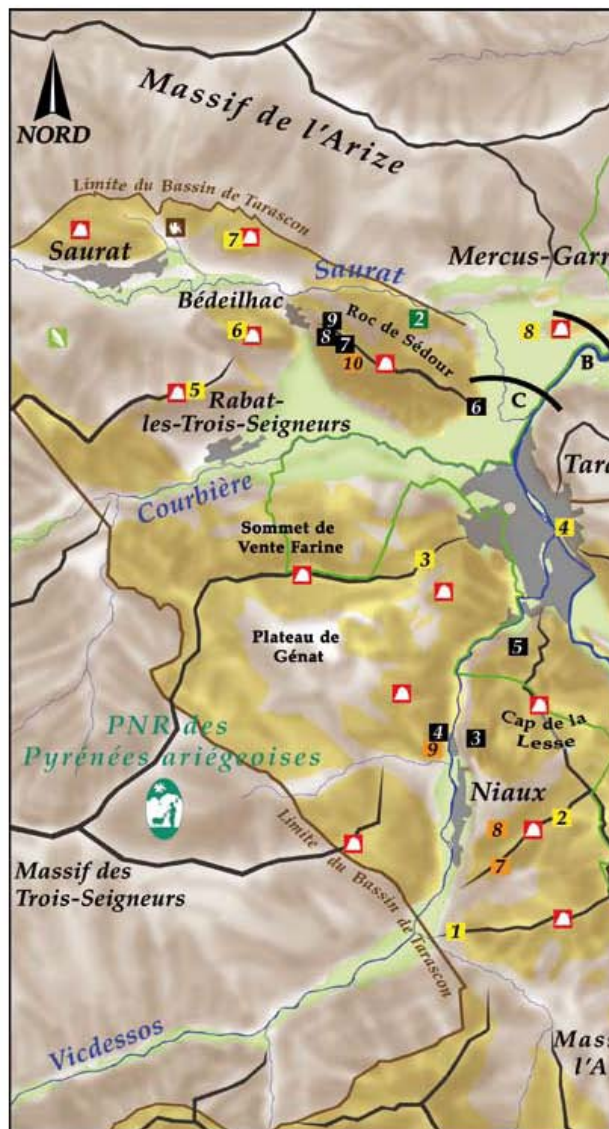 Massif de l'Arize
NORD
Limite du Bassin de Tarascon
Saurat
7
Saurat
Mercus-Garr
Bédeilhac
2
9
8
7
Roc de Sédour
6
8
B
10
5
C
6
Rabat-
les-Trois-Seigneurs
Tara
Courbière
Sommet de
Vente Farine
4
3
Plateau de
Génat
5
Cap de la
Lesse
PNR des
Pyrénées ariégeoises
4
3
9
Niaux
2
8
7
Massif des
Trois-Seigneurs
Limite du Bassin de Tarascon
1
Vicdessos
Mass
l'A